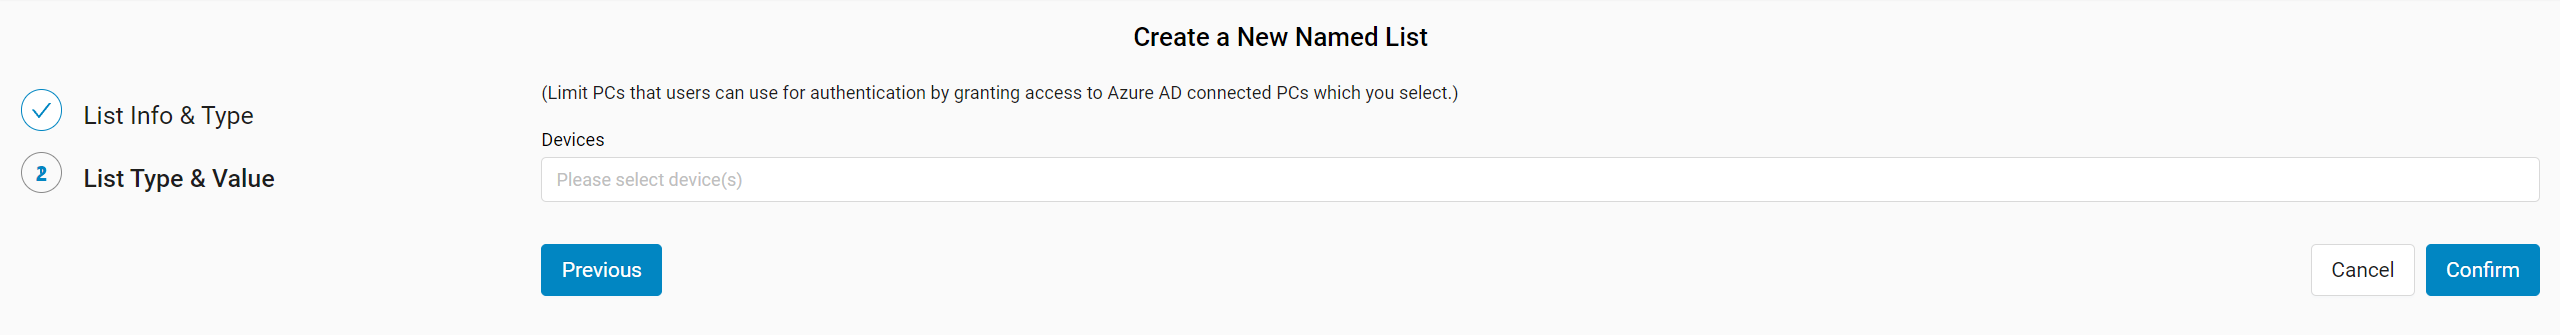 Create a New Named List
List Info & Type
2
List Type & Value
(Limit PCs that users can use for authentication by granting access to Azure AD connected PCs which you select.)
Devices
Please select device(s)
Previous
Cancel
Confirm